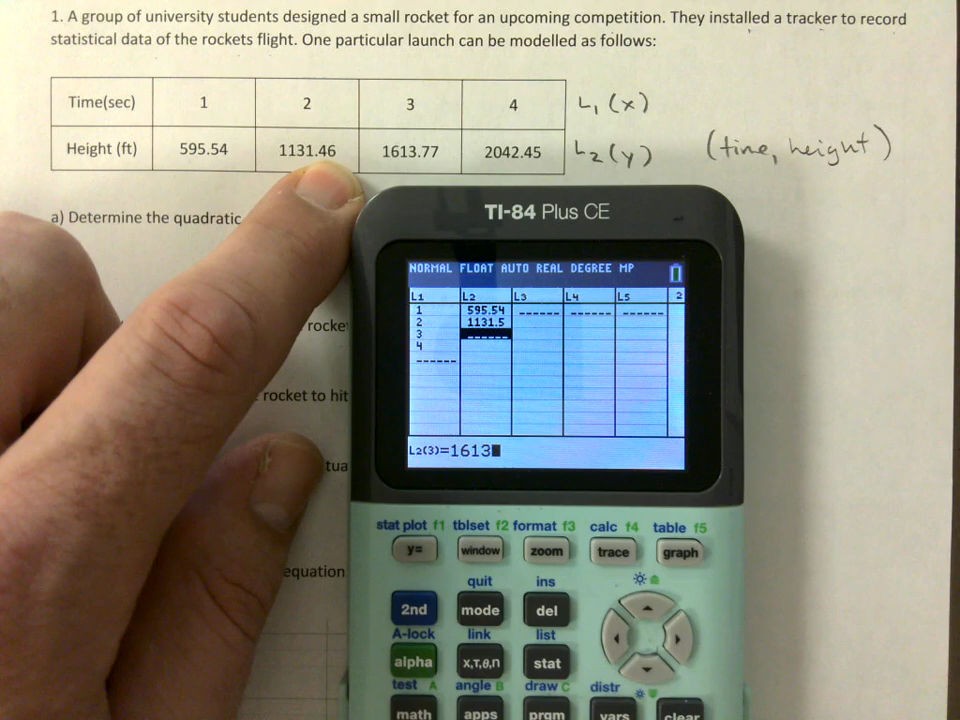 1. A group of university students designed a small rocket for an upcoming competition. They installed a tracker to record
statistical data of the rockets flight. One particular launch can be modelled as follows:
Time(sec) 1 2 3 4 L1 (x)
Height (ft) 595.54 1131.46 1613.77 2042.45 L2 (y) (time, height)
a) Determine the quadratic
rocket to hit
equation
TI-84 Plus CE
NORMAL FLOAT AUTO REAL DEGREE MP
L1 L2 L3 L4 L5 2
1 595.54 ------ ------ ------
2 1131.5
3 ------
4
------
L2(3)=1613
stat plot f1 tblset f2 format f3 calc f4 table f5
y= window zoom trace graph
quit ins
2nd mode del
A-lock link list
alpha X,T,θ,n stat
test A angle B draw C distr
math apps prgm vars clear